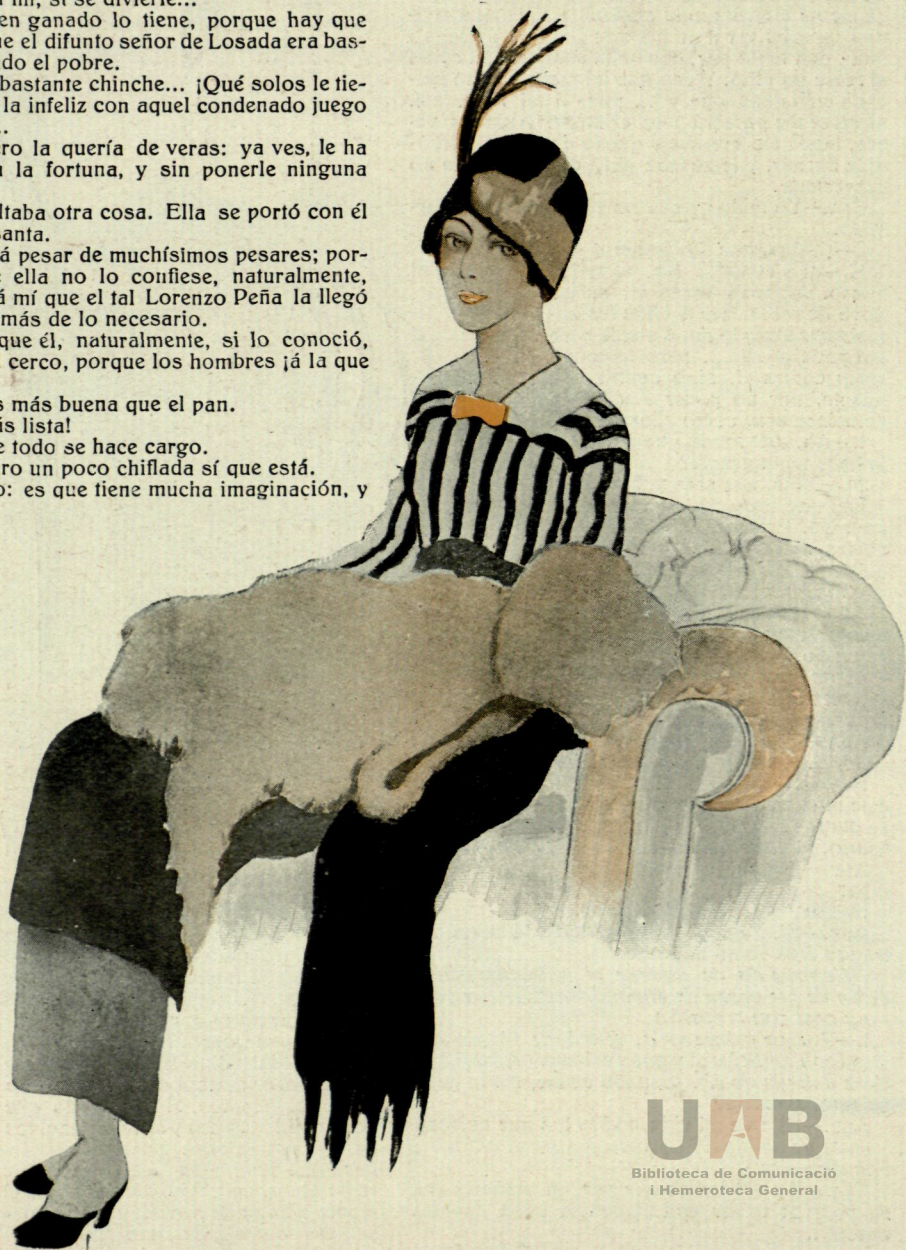 en ganado lo tiene, porque hay que
e el difunto señor de Losada era bas-
do el pobre.
bastante chinche... ¡Qué solos le tie-
la infeliz con aquel condenado juego
..
ro la quería de veras: ya ves, le ha
la fortuna, y sin ponerle ninguna
ltaba otra cosa. Ella se portó con él
santa.
á pesar de muchísimos pesares; por-
ella no lo confiese, naturalmente,
á mí que el tal Lorenzo Peña la llegó
más de lo necesario.
que él, naturalmente, si lo conoció,
cerco, porque los hombres ¡á la que
s más buena que el pan.
is lista!
e todo se hace cargo.
ro un poco chiflada sí que está.
o: es que tiene mucha imaginación, y
UAB
Biblioteca de Comunicació
i Hemeroteca General